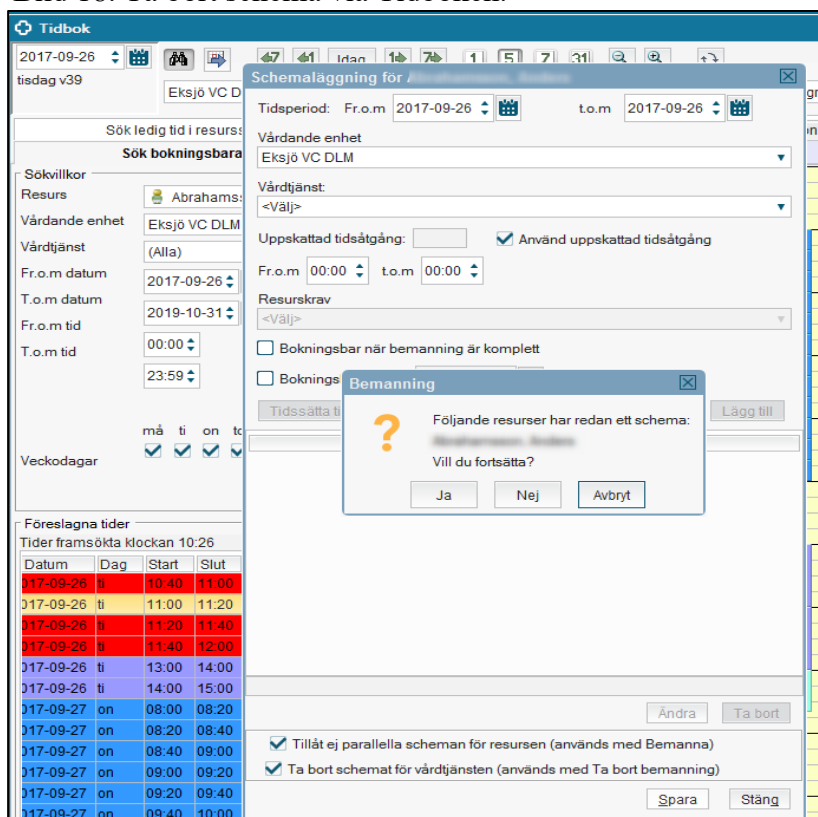 Tidbok
2017-09-26
tisdag v39
Idag 1 5 7 31
Eksjö VC D
Sök ledig tid i resurss
Sök bokningsbara
Sökvillkor
Resurs
Abrahams
Vårdande enhet
Eksjö VC DLM
Vårdtjänst
(Alla)
Fr.o.m datum
2017-09-26
T.o.m datum
2019-10-31
Fr.o.m tid
00:00
T.o.m tid
23:59
må ti on to
Veckodagar
Föreslagna tider
Tider framsökta klockan 10:26
Datum Dag Start Slut
017-09-26 ti 10:40 11:00
017-09-26 ti 11:00 11:20
017-09-26 ti 11:20 11:40
017-09-26 ti 11:40 12:00
017-09-26 ti 13:00 14:00
017-09-26 ti 14:00 15:00
017-09-27 on 08:00 08:20
017-09-27 on 08:20 08:40
017-09-27 on 08:40 09:00
017-09-27 on 09:00 09:20
017-09-27 on 09:20 09:40
017-09-27 on 09:40 10:00
Schemaläggning för
Tidsperiod: Fr.o.m 2017-09-26 t.o.m 2017-09-26
Vårdande enhet
Eksjö VC DLM
Vårdtjänst:
<Välj>
Uppskattad tidsåtgång: Använd uppskattad tidsåtgång
Fr.o.m 00:00 t.o.m 00:00
Resurskrav
<Välj>
Bokningsbar när bemanning är komplett
Boknings
Tidssätta ti
Lägg till
Bemanning
Följande resurser har redan ett schema:
Vill du fortsätta?
Ja Nej Avbryt
Ändra Ta bort
Tillåt ej parallella scheman för resursen (används med Bemanna)
Ta bort schemat för vårdtjänsten (används med Ta bort bemanning)
Spara Stäng